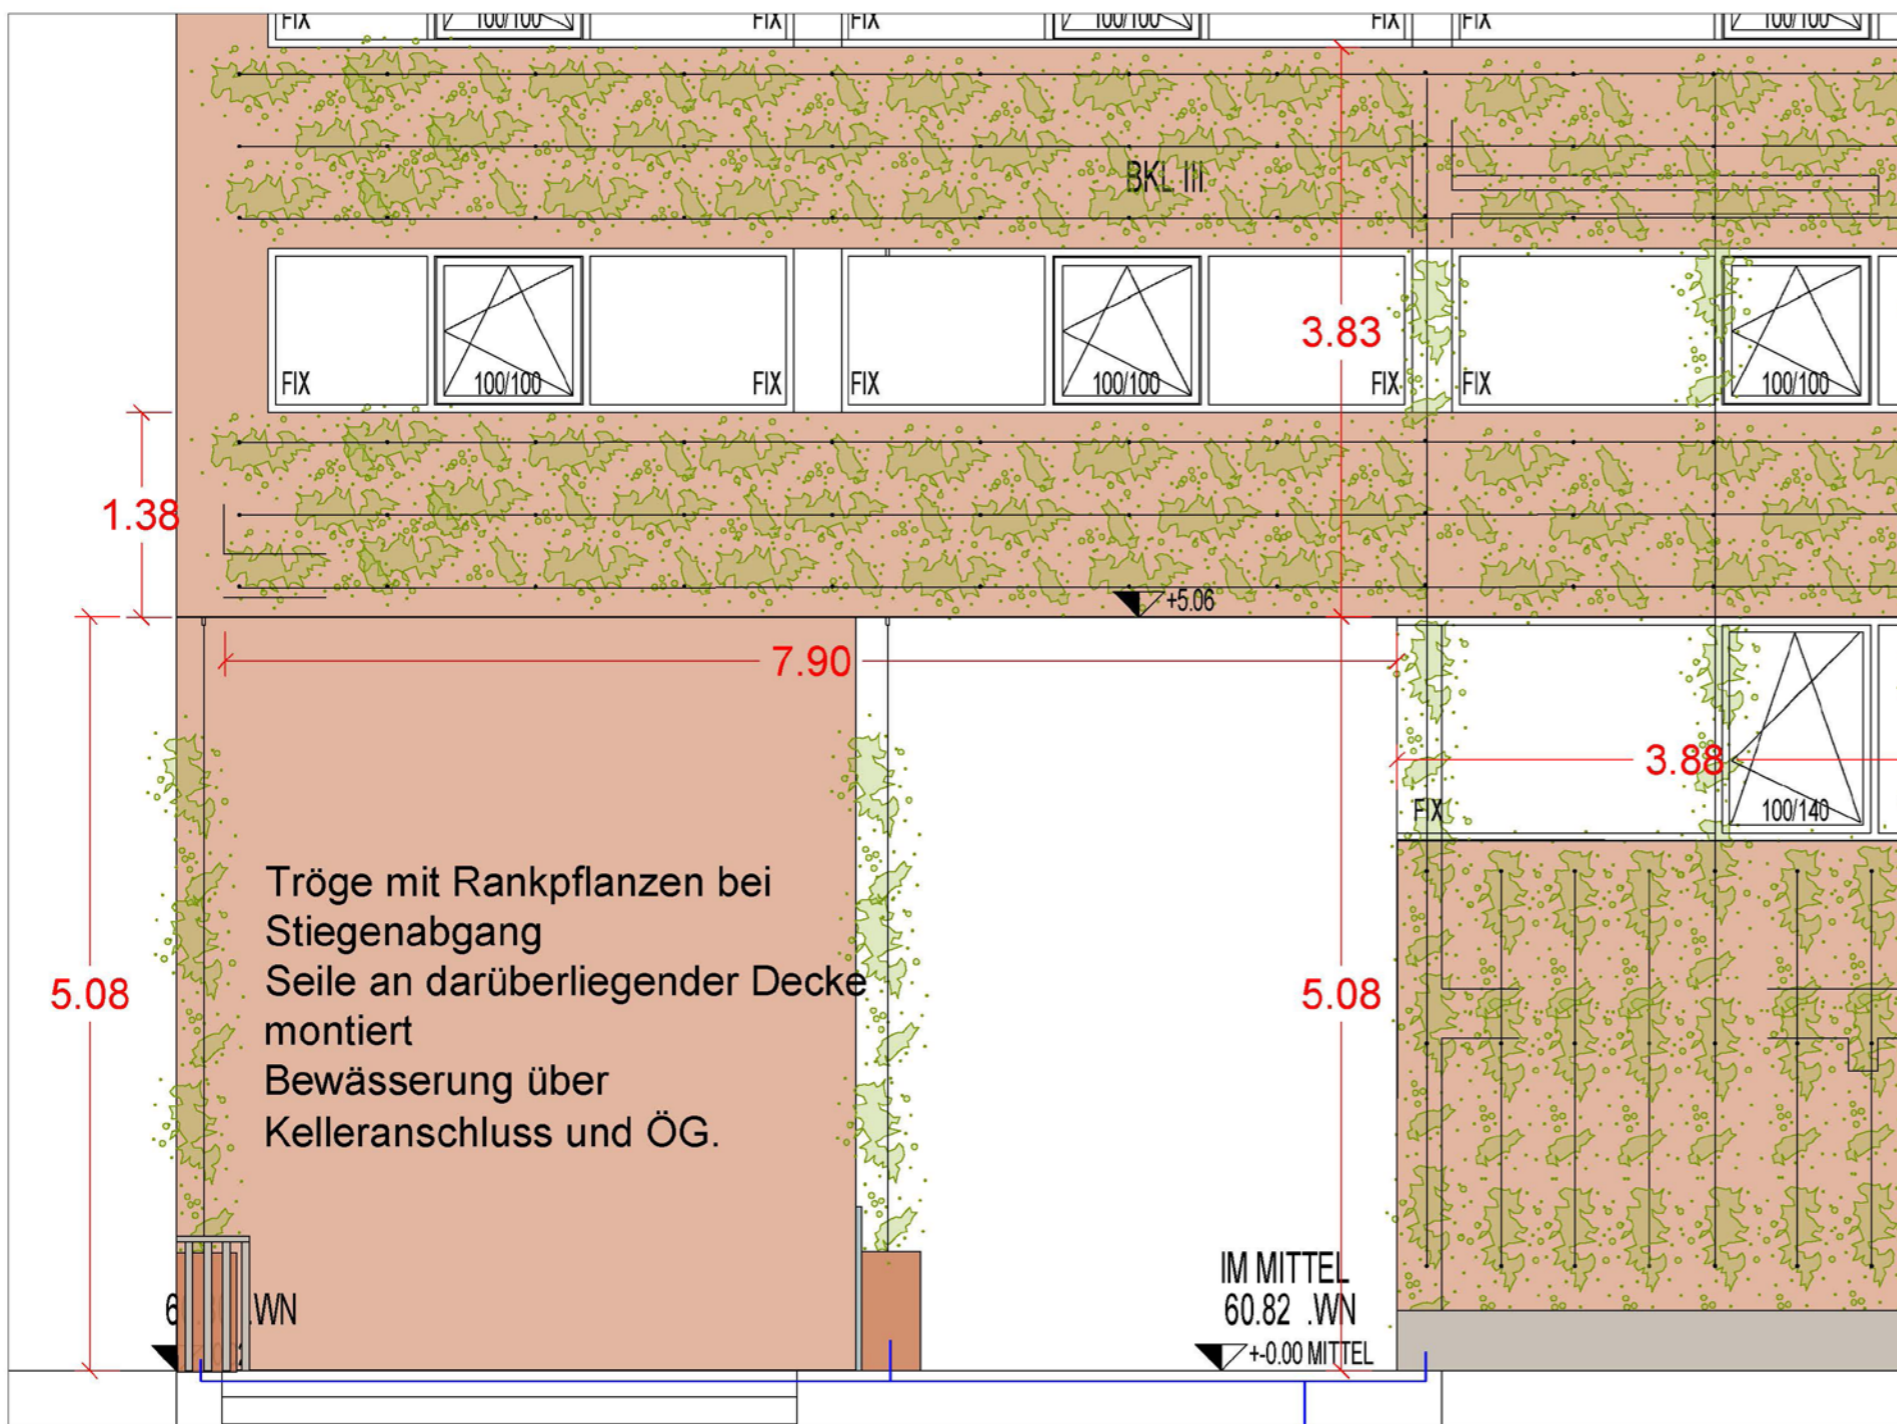 FIX 100/100 FIX FIX 100/100 FIX FIX 100/100
BKL III
3.83
FIX 100/100 FIX FIX 100/100 FIX FIX 100/100
1.38
+5.06
7.90
3.88
FIX 100/140
Tröge mit Rankpflanzen bei
Stiegenabgang
Seile an darüberliegender Decke
montiert
Bewässerung über
Kelleranschluss und ÖG.
5.08
5.08
IM MITTEL
60.82 .WN
+-0.00 MITTEL
.WN